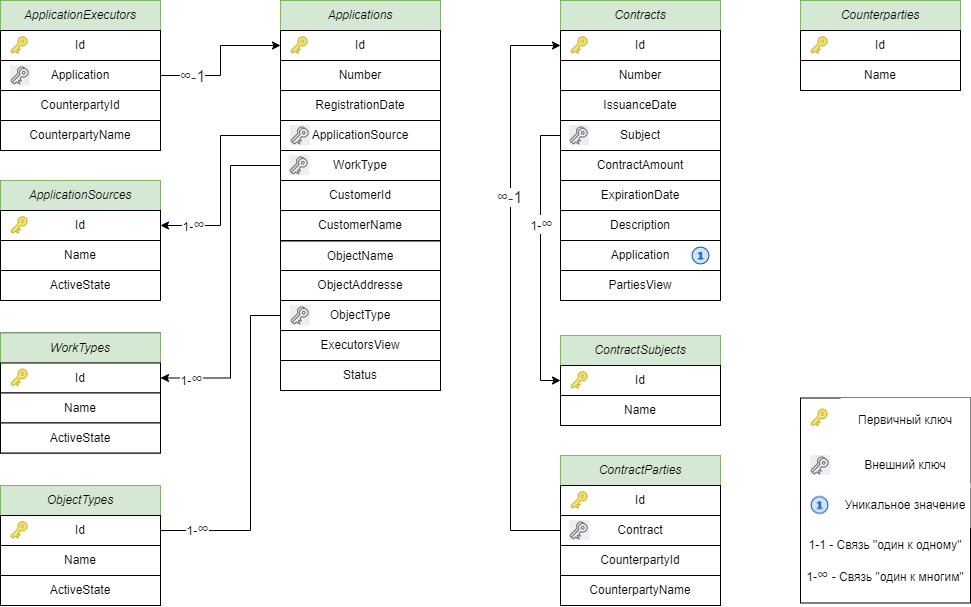 ApplicationExecutors
Id
Application
CounterpartyId
CounterpartyName
∞-1
ApplicationSources
Id
Name
ActiveState
1-∞
WorkTypes
Id
Name
ActiveState
1-∞
ObjectTypes
Id
Name
ActiveState
1-∞
Applications
Id
Number
RegistrationDate
ApplicationSource
WorkType
CustomerId
CustomerName
ObjectName
ObjectAddresse
ObjectType
ExecutorsView
Status
Contracts
Id
Number
IssuanceDate
Subject
ContractAmount
ExpirationDate
Description
Application 1
PartiesView
∞-1
1-∞
ContractSubjects
Id
Name
ContractParties
Id
Contract
CounterpartyId
CounterpartyName
Counterparties
Id
Name
Первичный ключ
Внешний ключ
1 Уникальное значение
1-1 - Связь "один к одному"
1-∞ - Связь "один к многим"